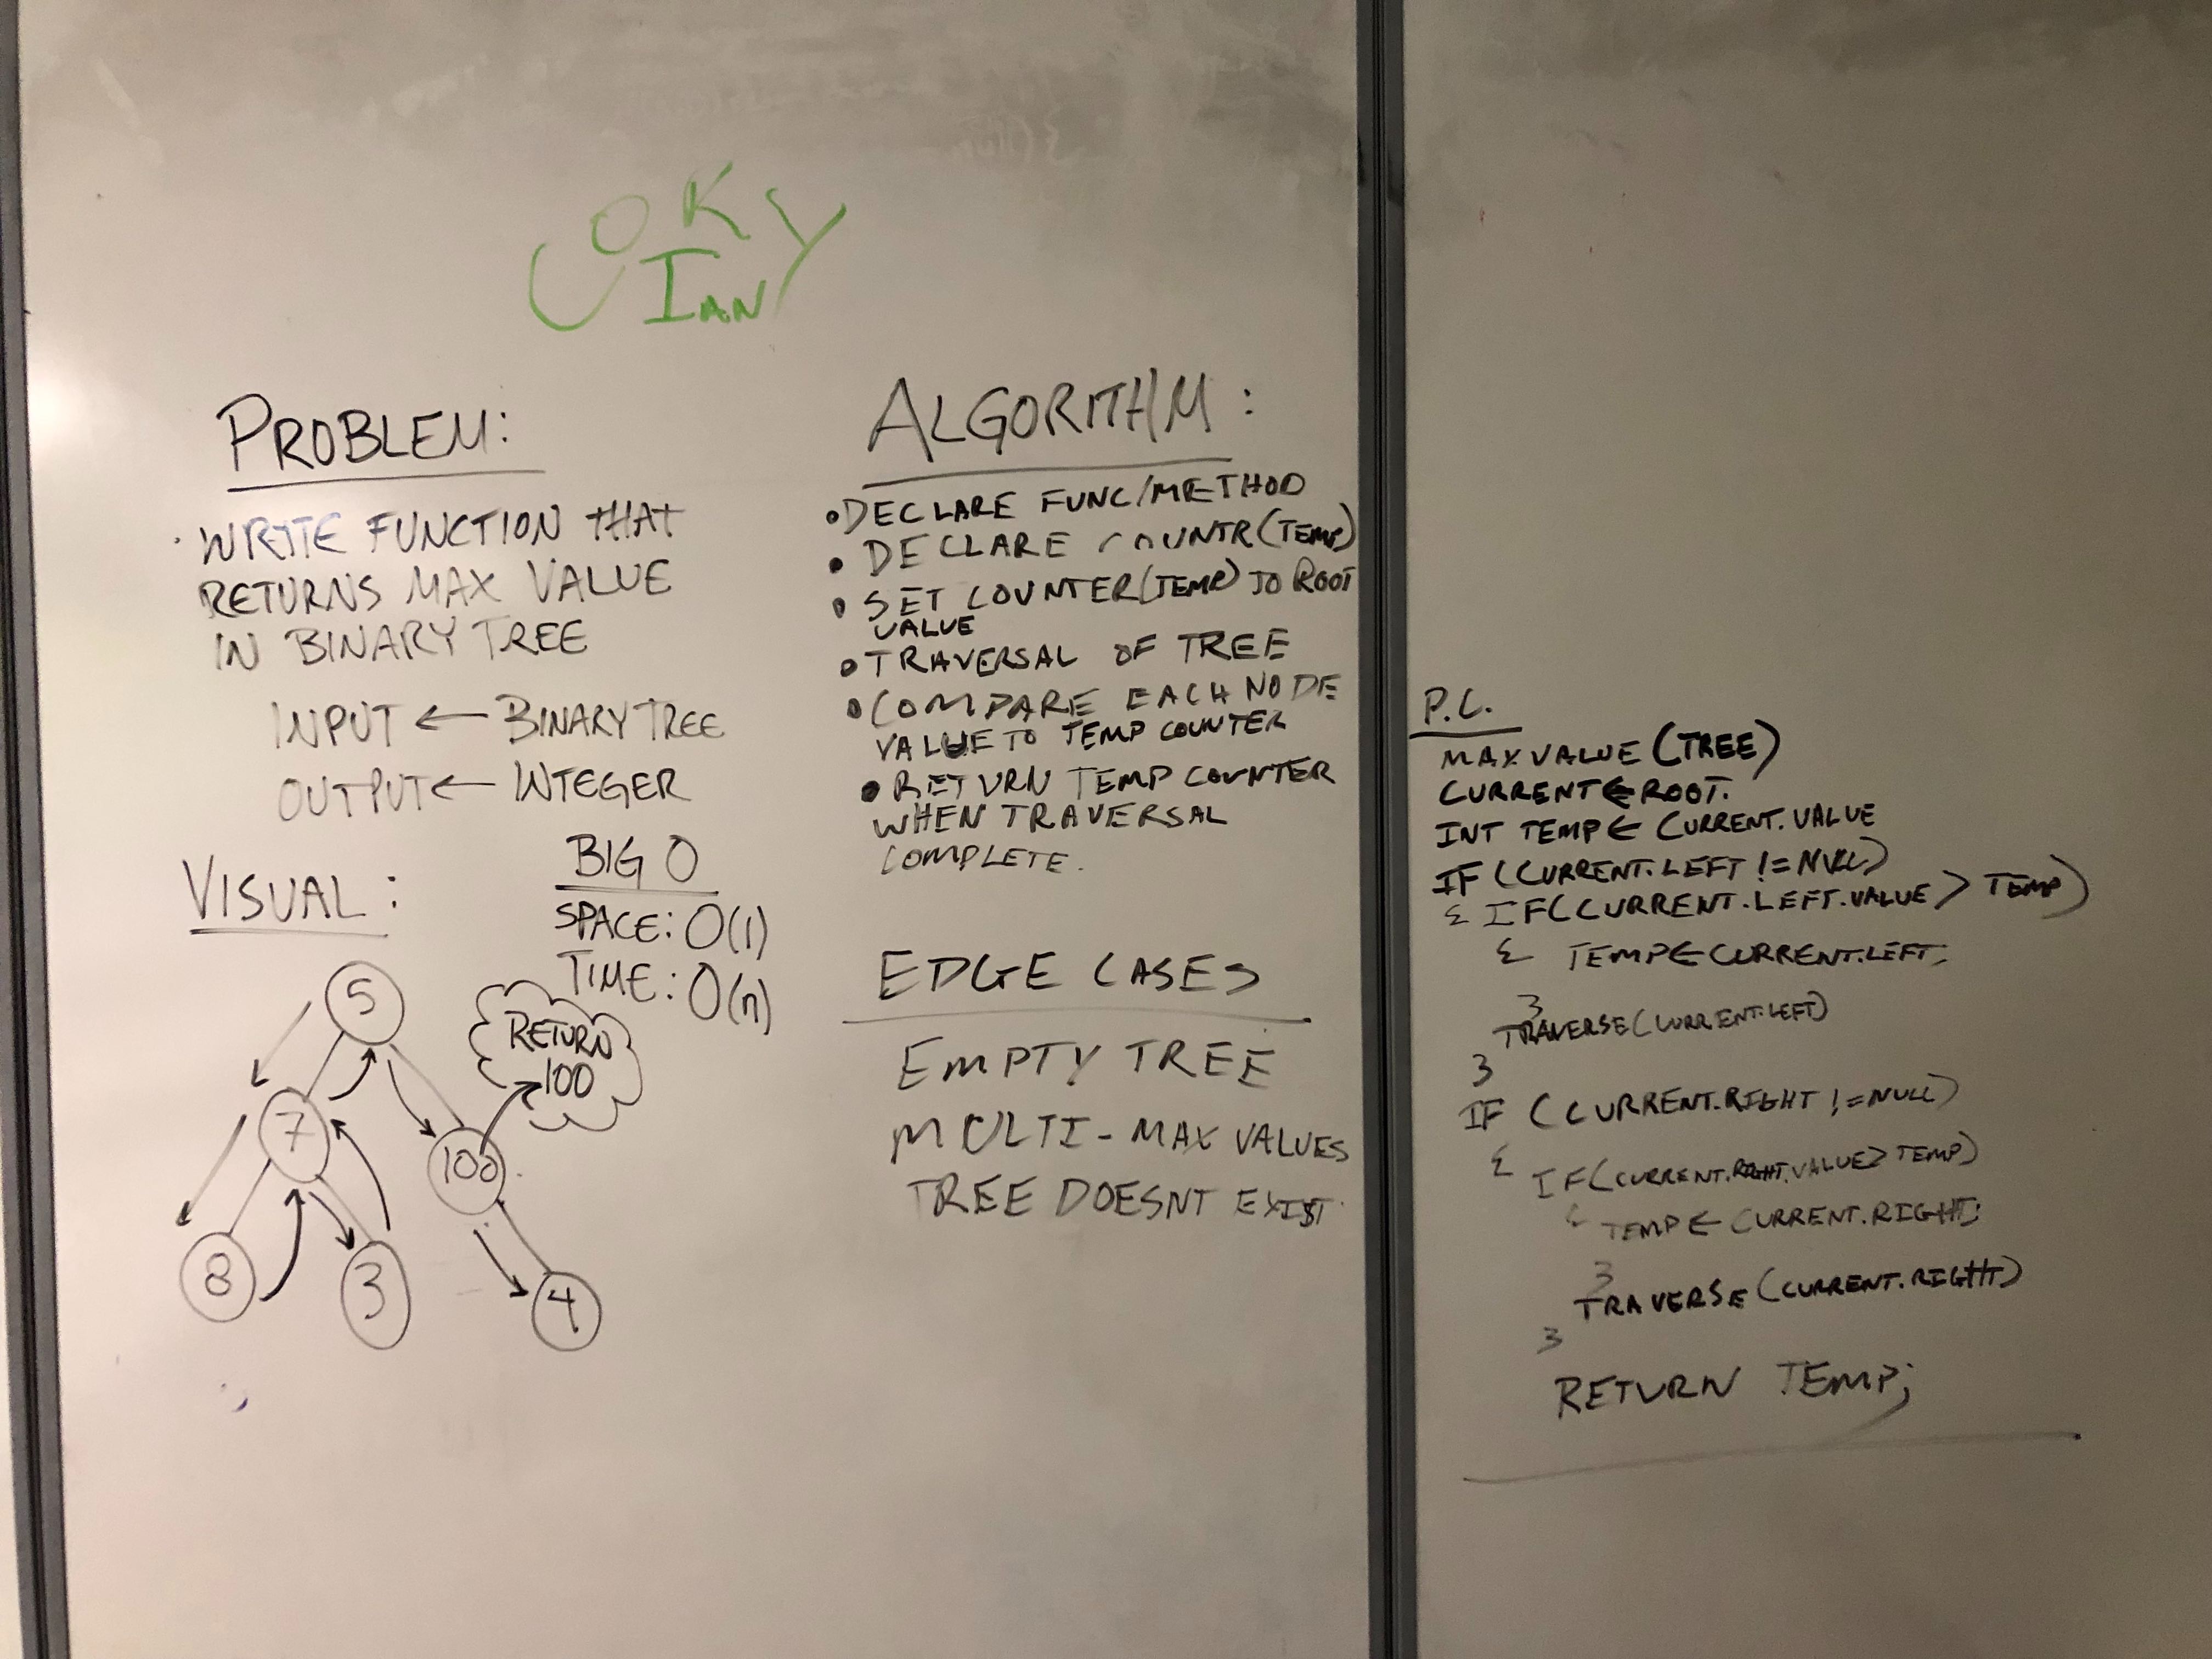 OKY
IAN
PROBLEM:
WRITE FUNCTION THAT
RETURNS MAX VALUE
IN BINARY TREE
INPUT ← BINARY TREE
OUTPUT ← INTEGER
VISUAL:
BIG O
SPACE: O(1)
TIME: O(n)
5
RETURN
100
7
100
8
3
4
ALGORITHM:
• DECLARE FUNC/METHOD
• DECLARE COUNTR(TEMP)
• SET COUNTER(TEMP) TO ROOT
VALUE
• TRAVERSAL OF TREE
• COMPARE EACH NODE
VALUE TO TEMP COUNTER
• RETURN TEMP COUNTER
WHEN TRAVERSAL
COMPLETE.
EDGE CASES
EMPTY TREE
MULTI-MAX VALUES
TREE DOESNT EXIST
P.C.
MAXVALUE (TREE)
CURRENT ← ROOT.
INT TEMP ← CURRENT.VALUE
IF (CURRENT.LEFT != NULL)
{ IF(CURRENT.LEFT.VALUE > TEMP)
{ TEMP ← CURRENT.LEFT;
}
TRAVERSE(CURRENT.LEFT)
}
IF (CURRENT.RIGHT != NULL)
{ IF(CURRENT.RIGHT.VALUE > TEMP)
{ TEMP ← CURRENT.RIGHT;
}
TRAVERSE (CURRENT.RIGHT)
}
RETURN TEMP;